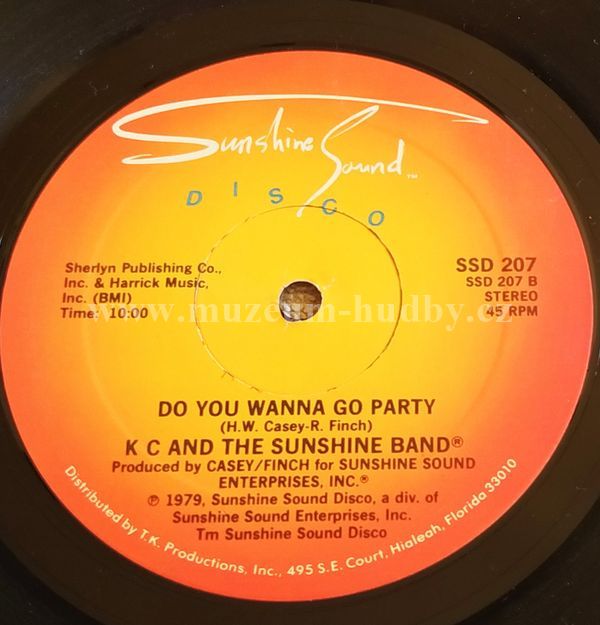 Sunshine Sound ™
DISCO
Sherlyn Publishing Co.,
Inc. & Harrick Music,
Inc. (BMI)
Time: 10:00
SSD 207
SSD 207 B
STEREO
45 RPM
www.muzeum-hudby.cz
DO YOU WANNA GO PARTY
(H.W. Casey-R. Finch)
K C AND THE SUNSHINE BAND®
Produced by CASEY/FINCH for SUNSHINE SOUND
ENTERPRISES, INC.®
℗ 1979, Sunshine Sound Disco, a div. of
Sunshine Sound Enterprises, Inc.
Tm Sunshine Sound Disco
Distributed by T.K. Productions, Inc., 495 S.E. Court, Hialeah, Florida 33010